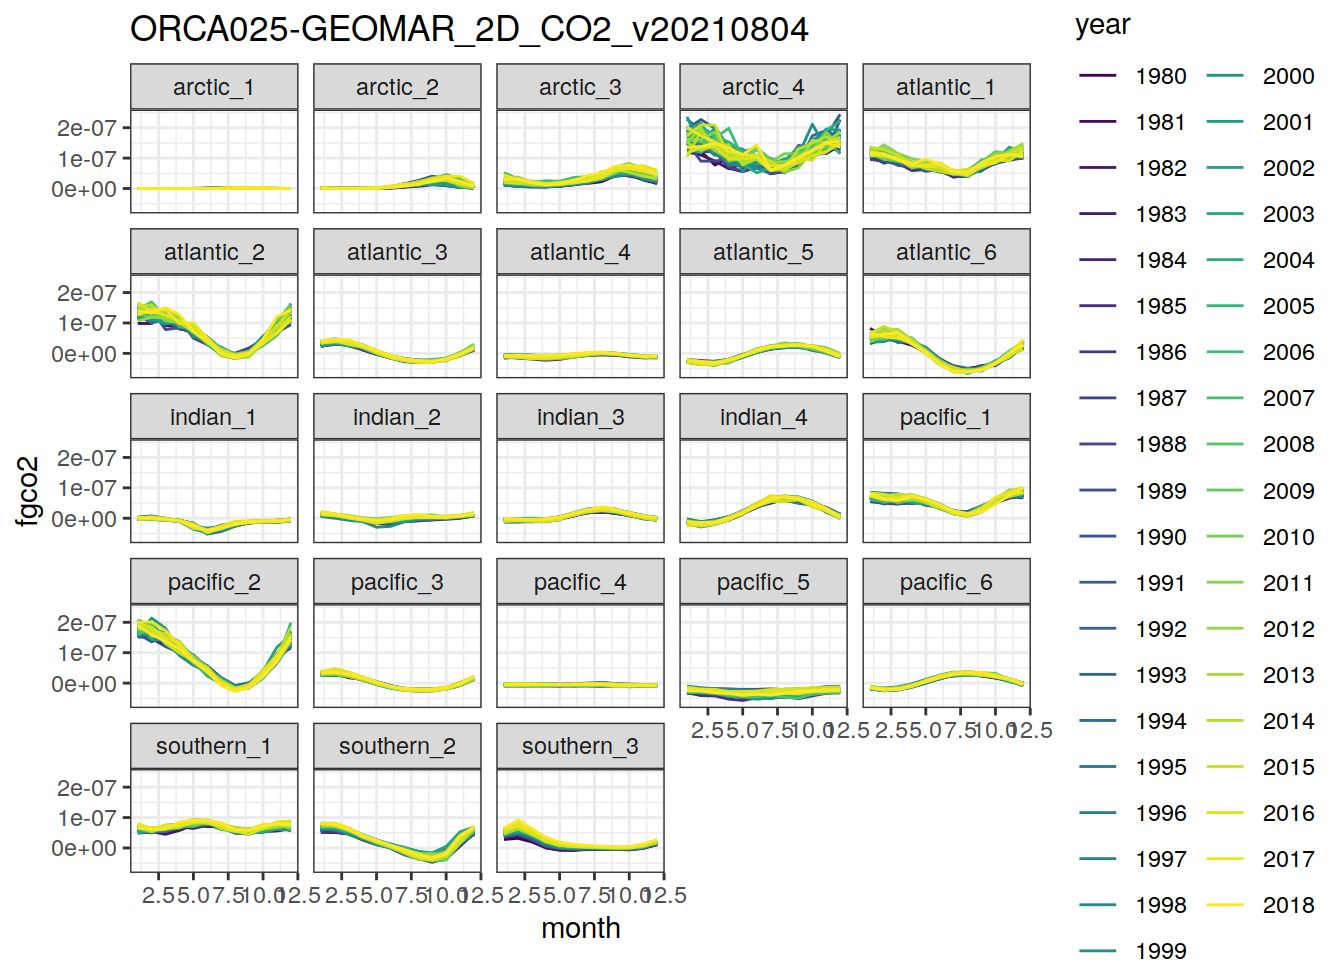 ORCA025-GEOMAR_2D_CO2_v20210804
arctic_1 arctic_2 arctic_3 arctic_4 atlantic_1
2e-07
1e-07
0e+00
atlantic_2 atlantic_3 atlantic_4 atlantic_5 atlantic_6
2e-07
1e-07
0e+00
indian_1 indian_2 indian_3 indian_4 pacific_1
2e-07
1e-07
0e+00
pacific_2 pacific_3 pacific_4 pacific_5 pacific_6
2e-07
1e-07
0e+00
2.5 5.0 7.5 10.0 12.5 2.5 5.0 7.5 10.0 12.5
southern_1 southern_2 southern_3
2e-07
1e-07
0e+00
2.5 5.0 7.5 10.0 12.5 2.5 5.0 7.5 10.0 12.5 2.5 5.0 7.5 10.0 12.5
month
fgco2
year
1980 2000
1981 2001
1982 2002
1983 2003
1984 2004
1985 2005
1986 2006
1987 2007
1988 2008
1989 2009
1990 2010
1991 2011
1992 2012
1993 2013
1994 2014
1995 2015
1996 2016
1997 2017
1998 2018
1999